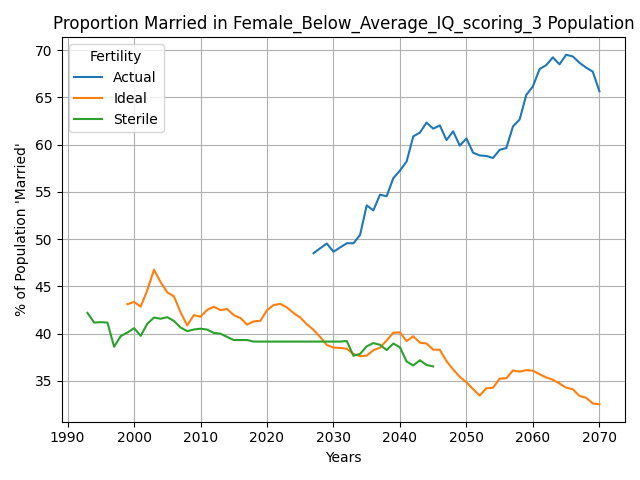 Proportion Married in Female_Below_Average_IQ_scoring_3 Population
Fertility
Actual
Ideal
Sterile
% of Population 'Married'
70
65
60
55
50
45
40
35
1990
2000
2010
2020
2030
2040
2050
2060
2070
Years